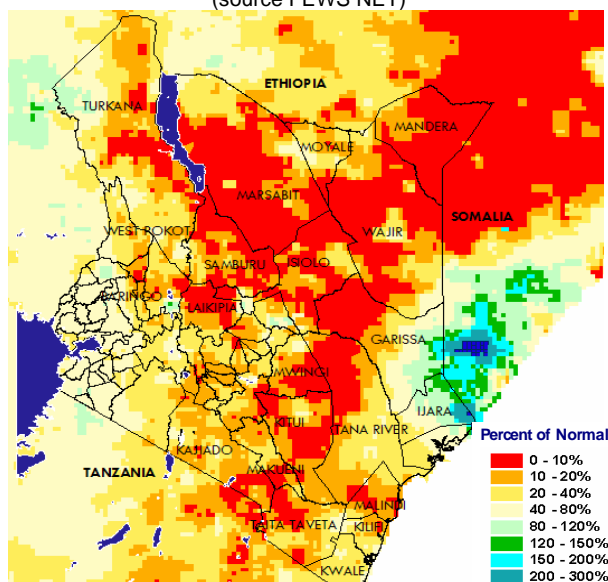 (source FEWS NET)
ETHIOPIA
TURKANA
MANDERA
MOYALE
MARSABIT
SOMALIA
WEST POKOT
WAJIR
SAMBURU
ISIOLO
BARINGO
LAIKIPIA
GARISSA
MWINGI
IJARA
KITUI
TANA RIVER
KAJIADO
MAKUENI
TANZANIA
MALINDI
TAITA TAVETA
KILIFI
KWALE
Percent of Normal
0 - 10%
10 - 20%
20 - 40%
40 - 80%
80 - 120%
120 - 150%
150 - 200%
200 - 300%